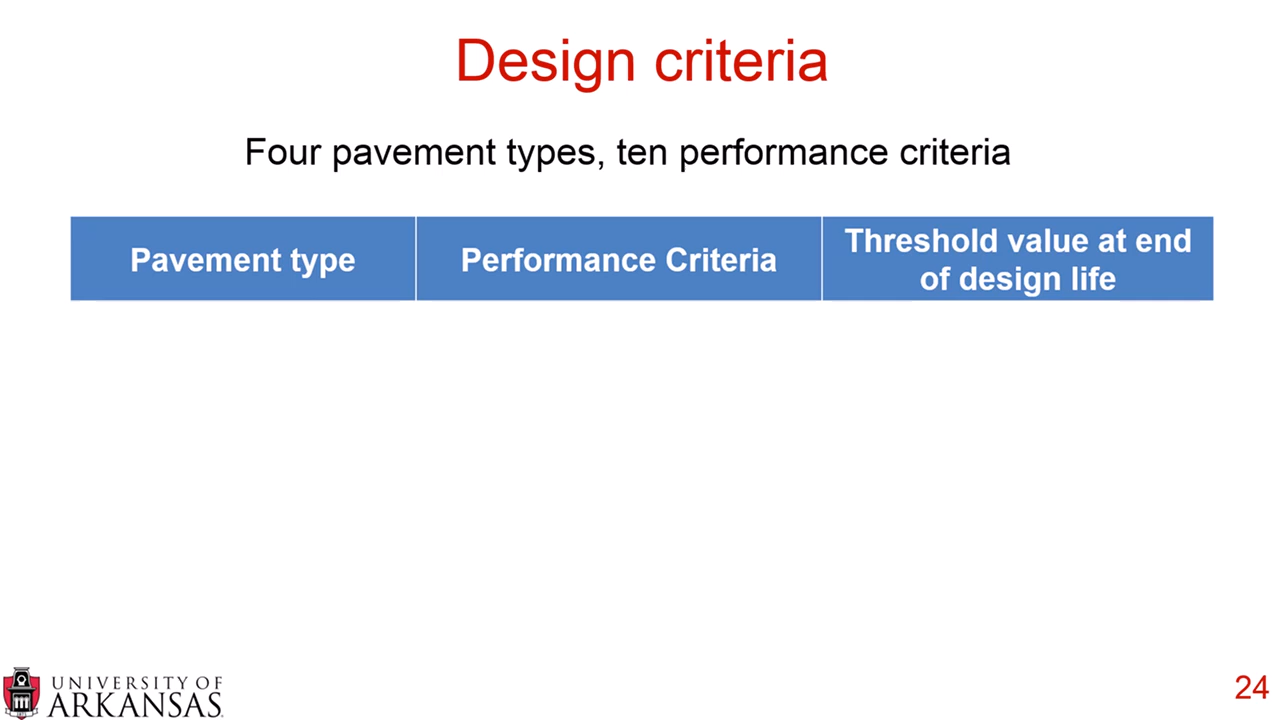 Design criteria
Four pavement types, ten performance criteria
Pavement type
Performance Criteria
Threshold value at end
of design life
UNIVERSITY OF
ARKANSAS
24